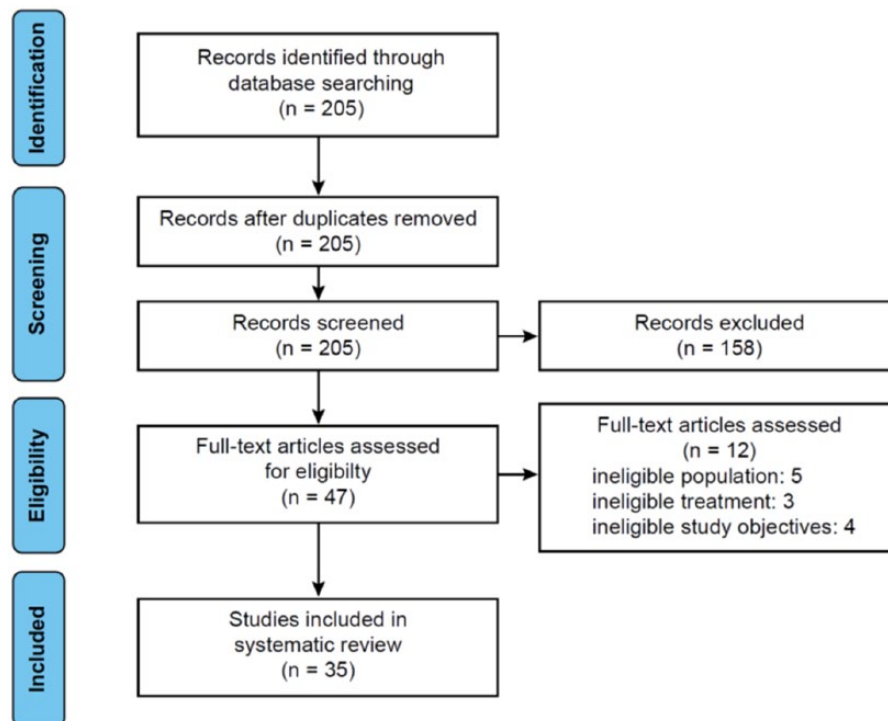 Identification
Records identified through
database searching
(n = 205)
Screening
Records after duplicates removed
(n = 205)
Records screened
(n = 205)
Records excluded
(n = 158)
Eligibility
Full-text articles assessed
for eligibilty
(n = 47)
Full-text articles assessed
(n = 12)
ineligible population: 5
ineligible treatment: 3
ineligible study objectives: 4
Included
Studies included in
systematic review
(n = 35)